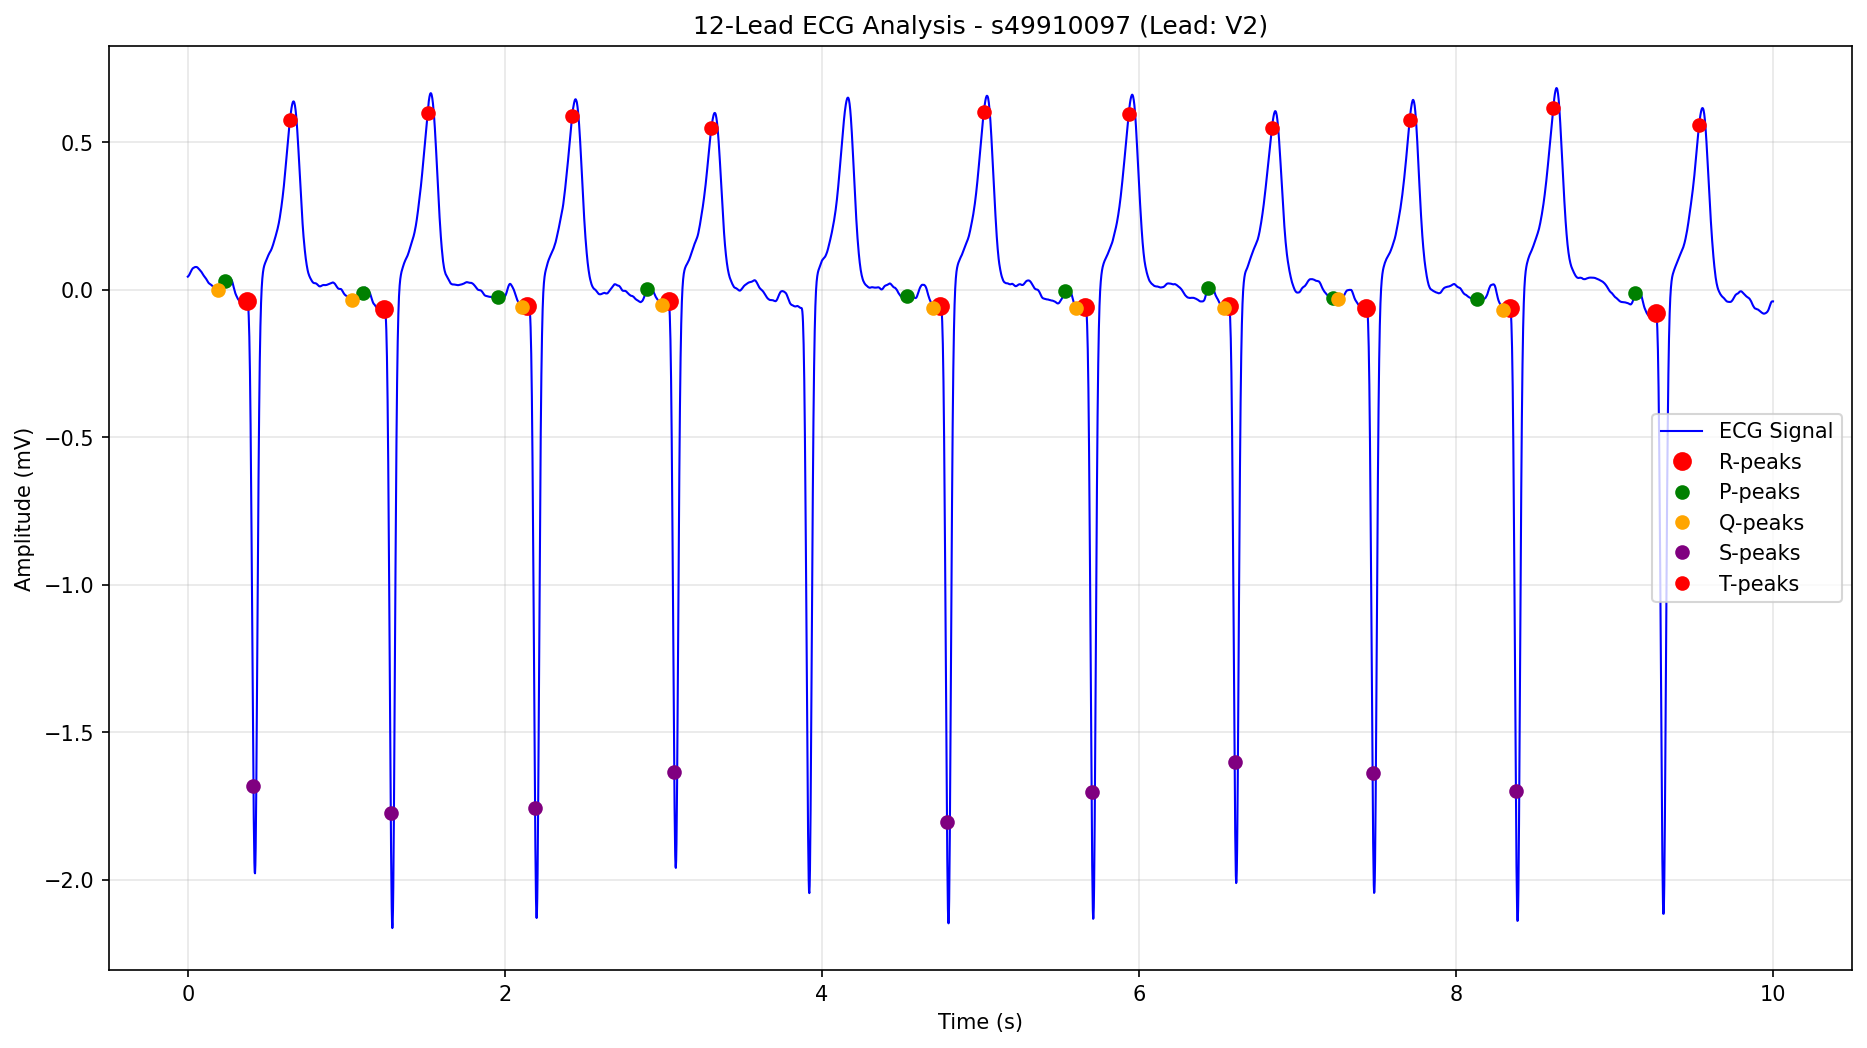 12-Lead ECG Analysis - s49910097 (Lead: V2)
0.5
0.0
−0.5
−1.0
−1.5
−2.0
Amplitude (mV)
ECG Signal
R-peaks
P-peaks
Q-peaks
S-peaks
T-peaks
0 2 4 6 8 10
Time (s)